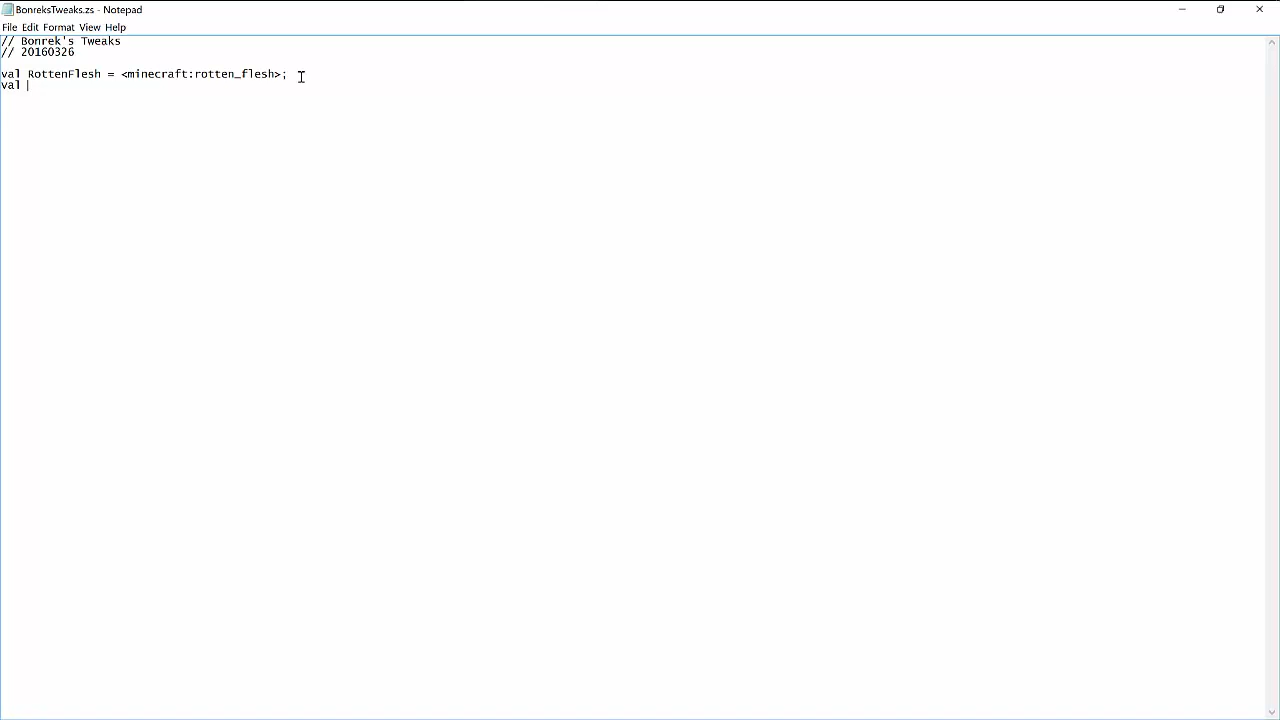 BonreksTweaks.zs - Notepad
File Edit Format View Help
// Bonrek's Tweaks
// 20160326
val RottenFlesh = <minecraft:rotten_flesh>;
val